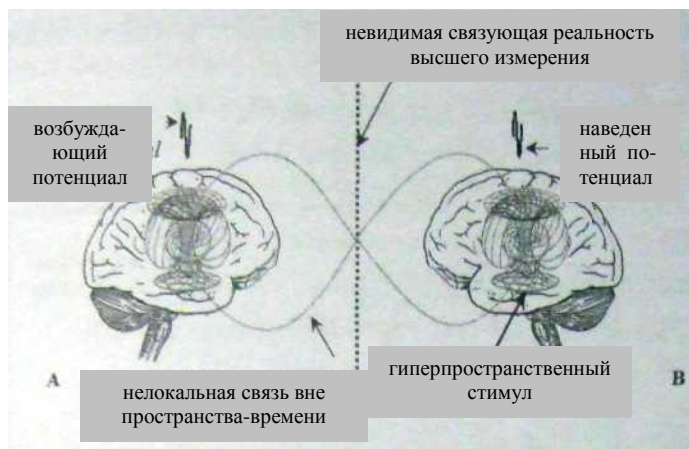 невидимая связующая реальность
высшего измерения
возбужда-
ющий
потенциал
наведен
ный по-
тенциал
гиперпространственный
стимул
A
нелокальная связь вне
пространства-времени
B